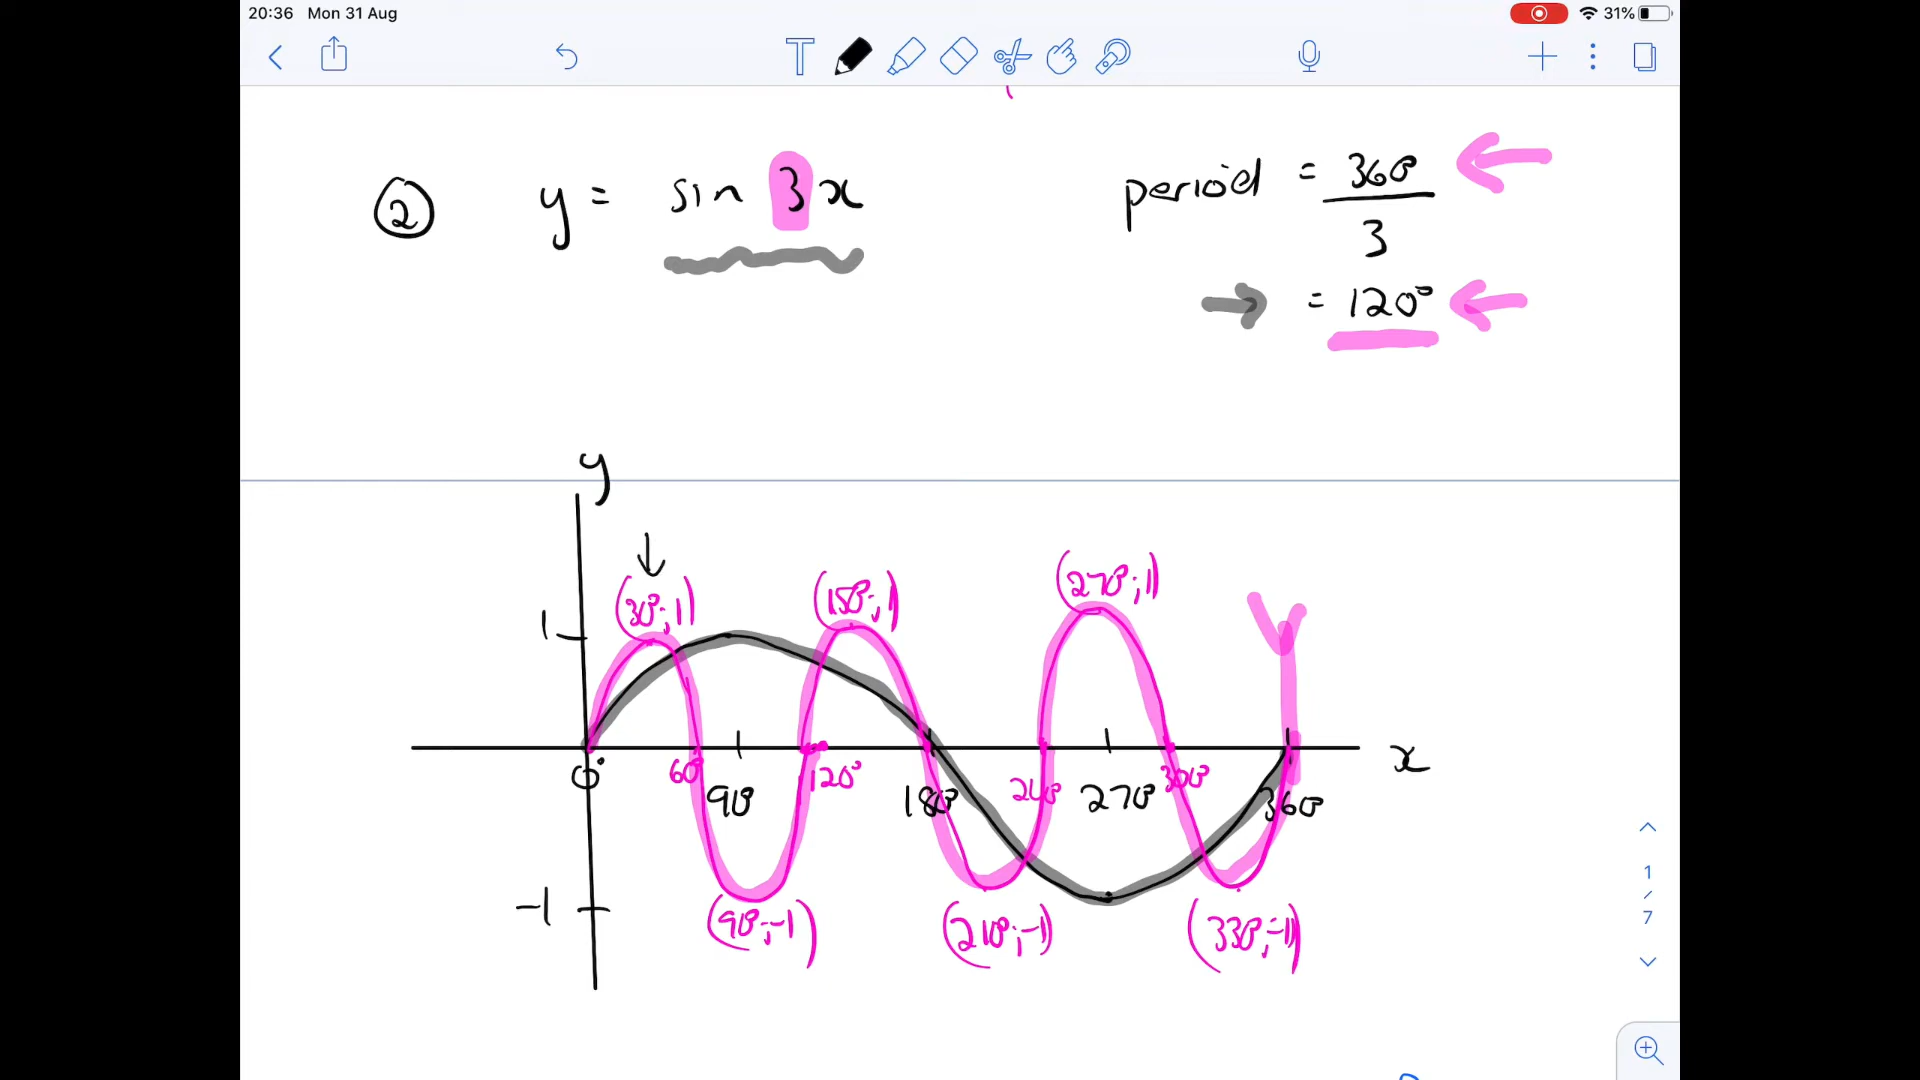 20:36 Mon 31 Aug
31%
T
② y = sin 3x
period = 360°
3
= 120°
y
1
(30°;1) (150°;1) (270°;1)
0° 60° 90° 120° 180° 240° 270° 300° 360° x
-1
(90°;-1) (210°;-1) (330°;-1)
1
/
7